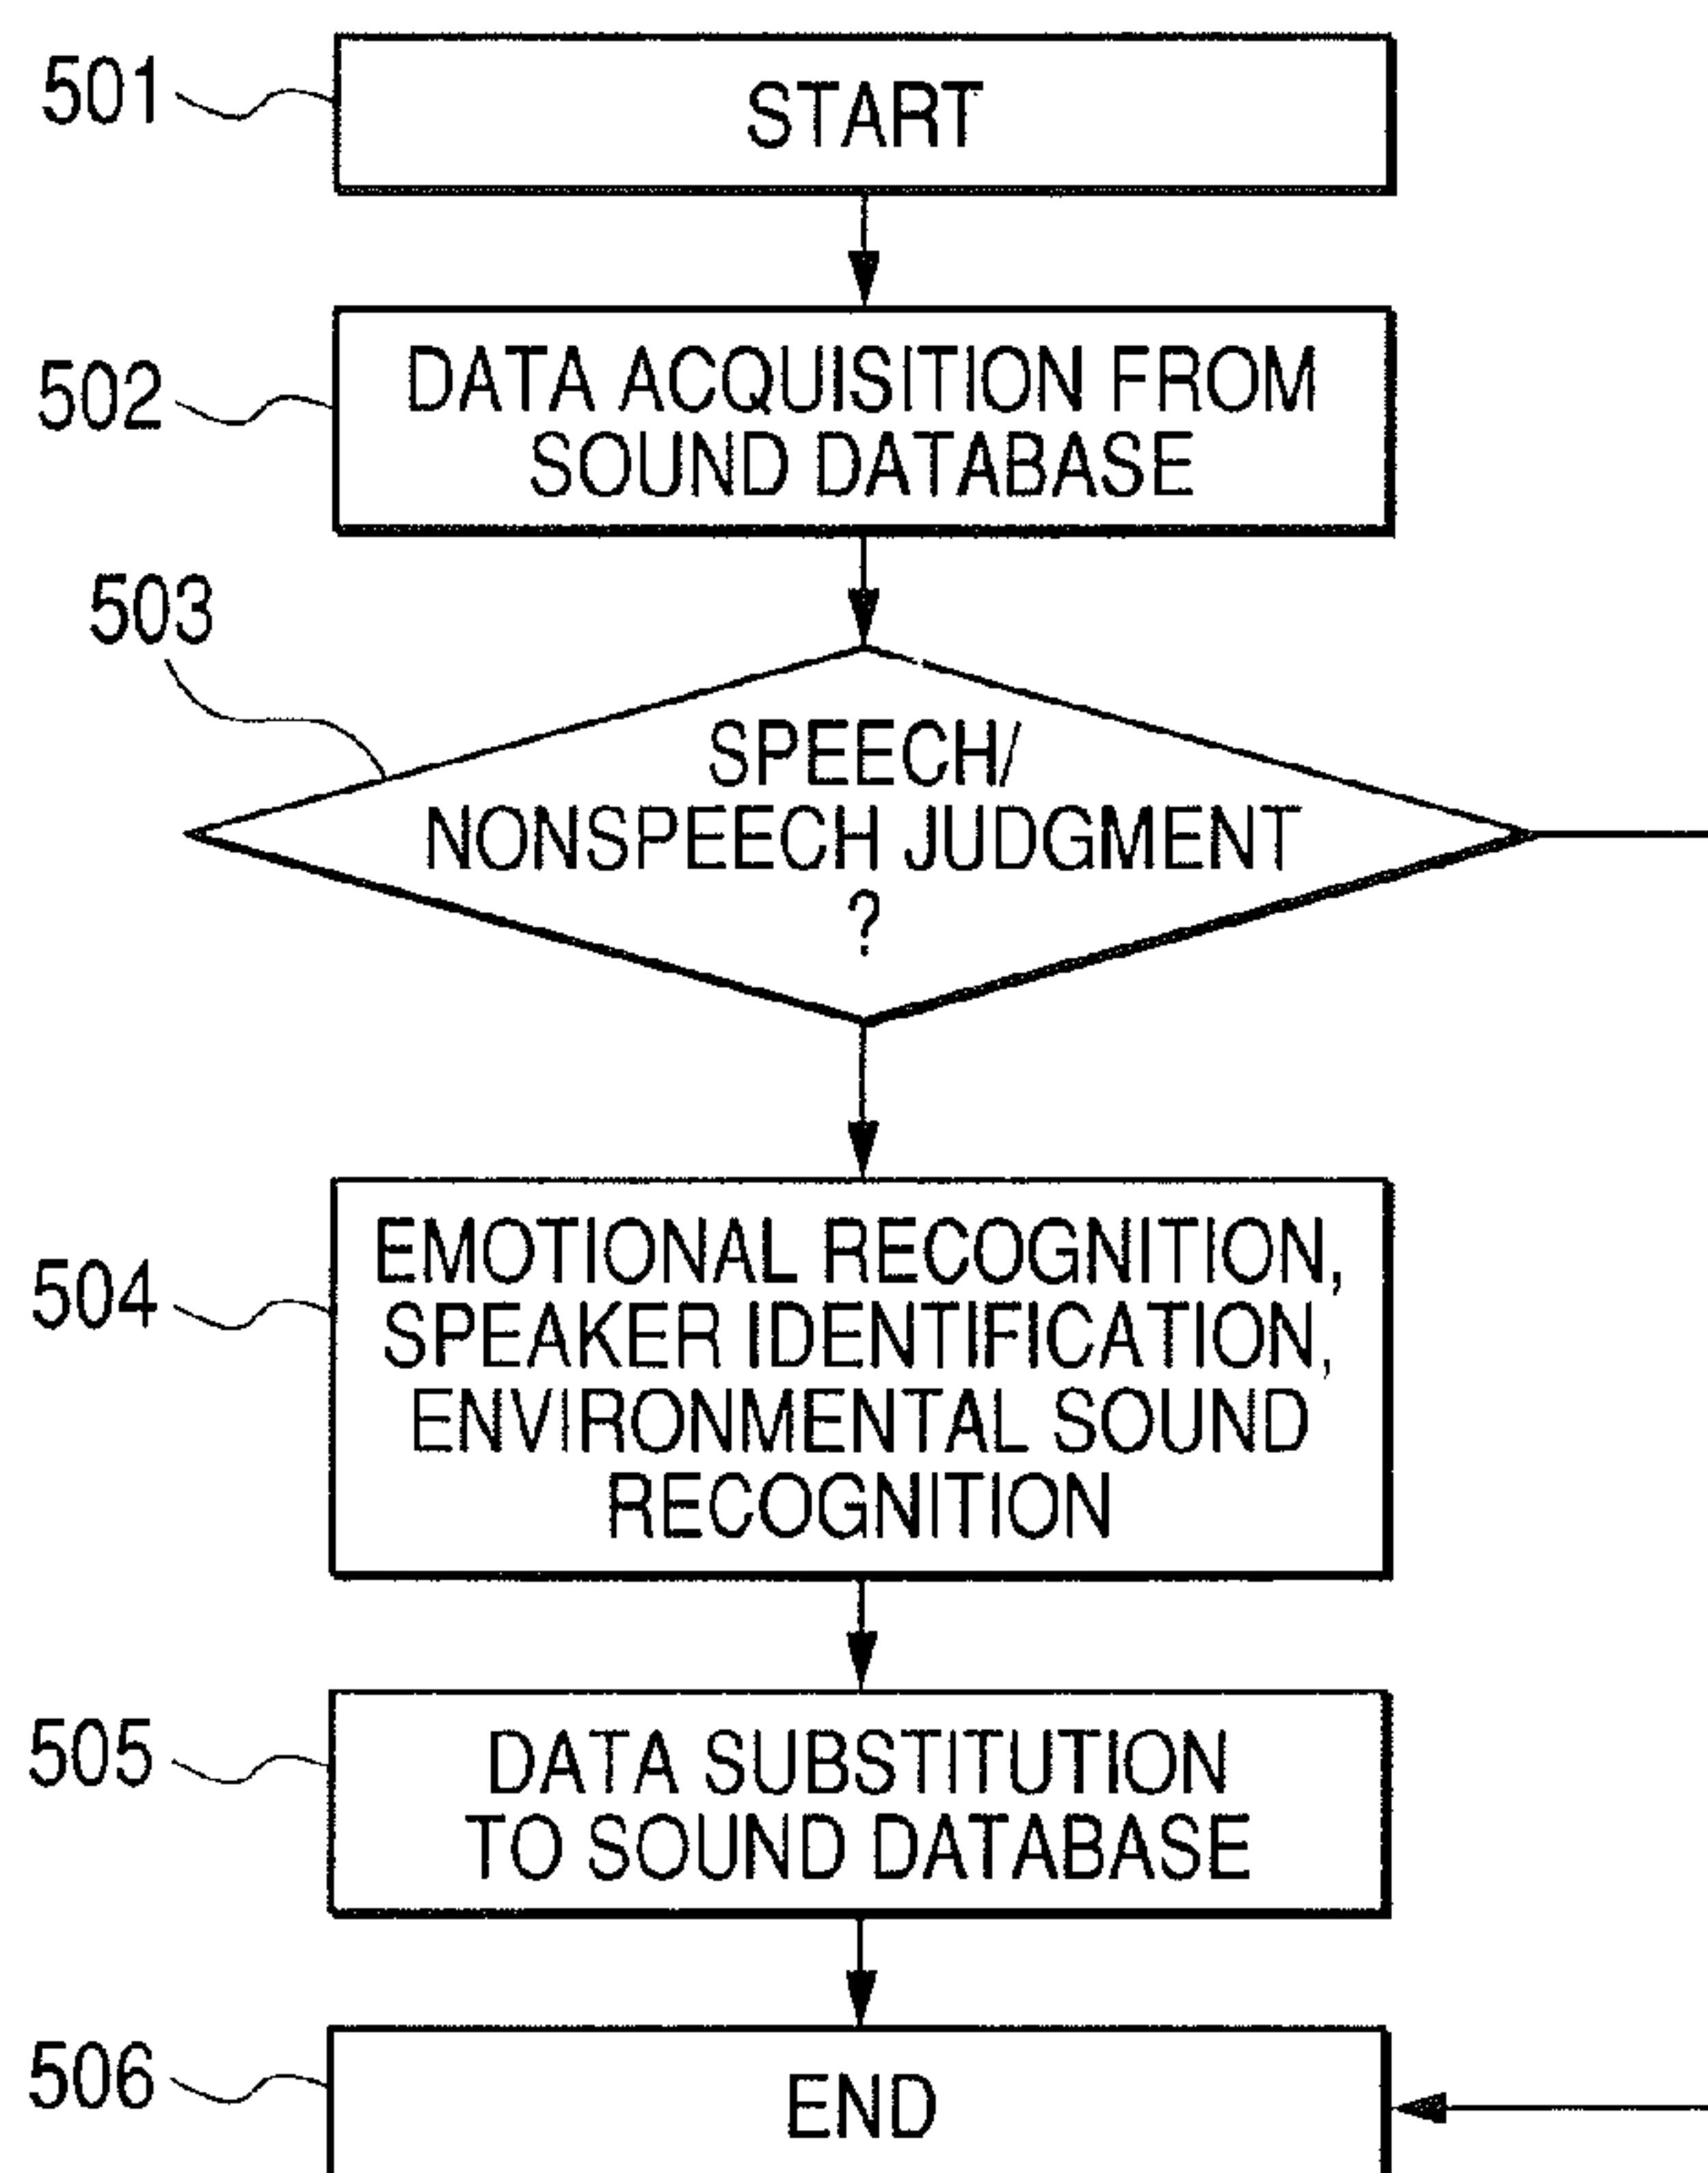 501
START
502
DATA ACQUISITION FROM
SOUND DATABASE
503
SPEECH/
NONSPEECH JUDGMENT
?
504
EMOTIONAL RECOGNITION,
SPEAKER IDENTIFICATION,
ENVIRONMENTAL SOUND
RECOGNITION
505
DATA SUBSTITUTION
TO SOUND DATABASE
506
END